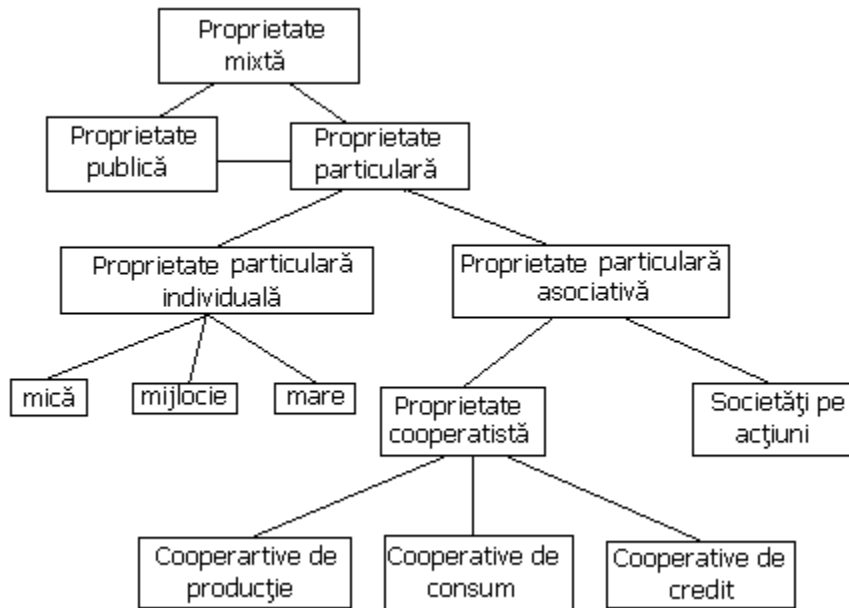 Proprietate
mixtă
Proprietate
publică
Proprietate
particulară
Proprietate particulară
individuală
Proprietate particulară
asociativă
mică
mijlocie
mare
Proprietate
cooperatistă
Societăţi pe
acţiuni
Cooperartive de
producţie
Cooperative de
consum
Cooperative de
credit